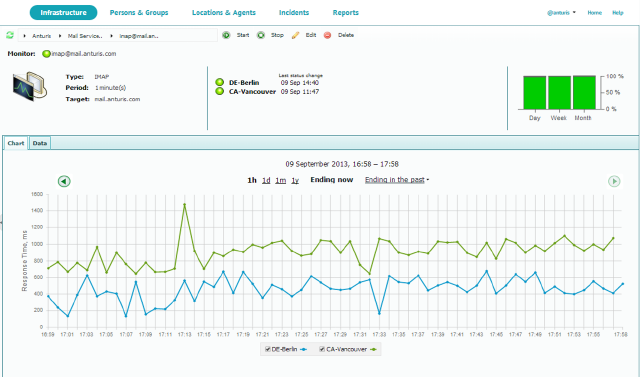 Infrastructure Persons & Groups Locations & Agents Incidents Reports @anturis Home Help
Anturis Mail Service.. imap@mail.an.. Start Stop Edit Delete
Monitor: imap@mail.anturis.com
Type: IMAP
Period: 1 minute(s)
Target: mail.anturis.com
Last status change
DE-Berlin 09 Sep 14:40
CA-Vancouver 09 Sep 11:47
100 %
50 %
0 %
Day Week Month
Chart Data
09 September 2013, 16:58 – 17:58
1h 1d 1m 1y Ending now Ending in the past
Response Time, ms
1600
1400
1200
1000
800
600
400
200
0
16:59 17:01 17:03 17:05 17:07 17:09 17:11 17:13 17:15 17:17 17:19 17:21 17:23 17:25 17:27 17:29 17:31 17:33 17:35 17:37 17:39 17:41 17:43 17:45 17:47 17:49 17:51 17:53 17:55 17:58
DE-Berlin CA-Vancouver